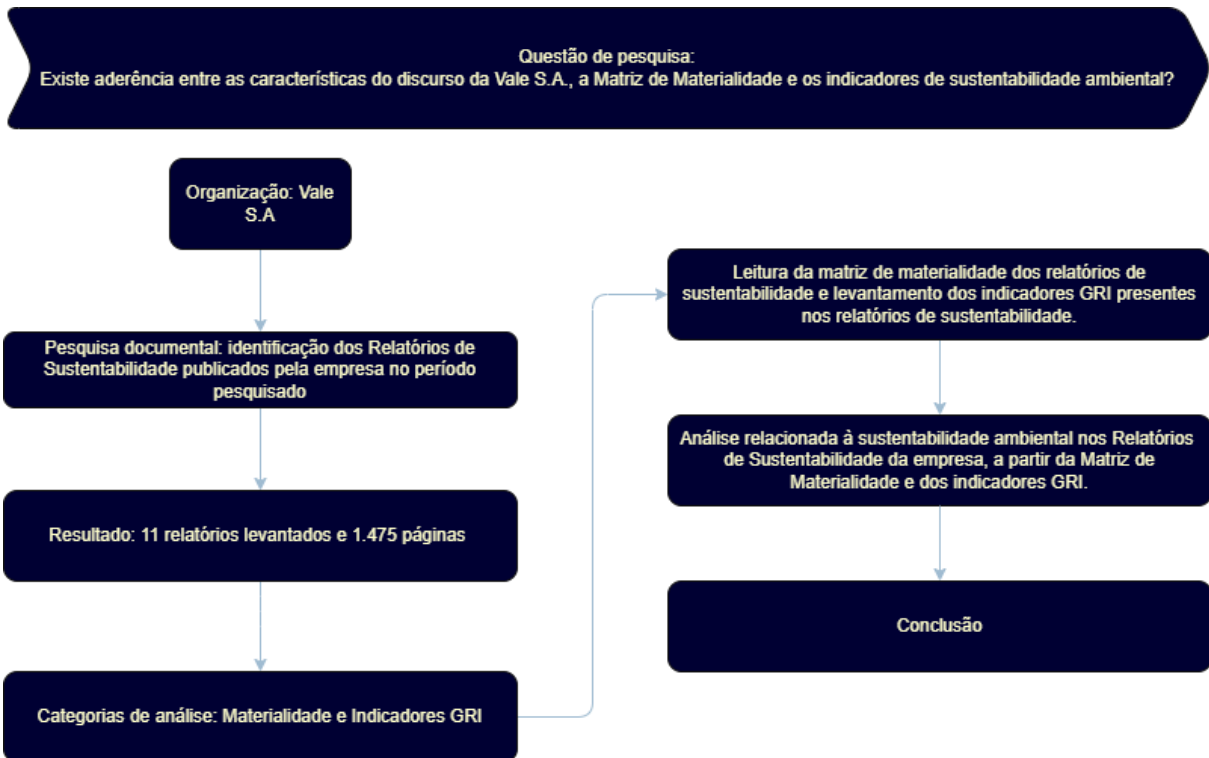 Questão de pesquisa:
Existe aderência entre as características do discurso da Vale S.A., a Matriz de Materialidade e os indicadores de sustentabilidade ambiental?
Organização: Vale
S.A
Pesquisa documental: identificação dos Relatórios de
Sustentabilidade publicados pela empresa no período
pesquisado
Resultado: 11 relatórios levantados e 1.475 páginas
Categorias de análise: Materialidade e Indicadores GRI
Leitura da matriz de materialidade dos relatórios de
sustentabilidade e levantamento dos indicadores GRI presentes
nos relatórios de sustentabilidade.
Análise relacionada à sustentabilidade ambiental nos Relatórios
de Sustentabilidade da empresa, a partir da Matriz de
Materialidade e dos indicadores GRI.
Conclusão